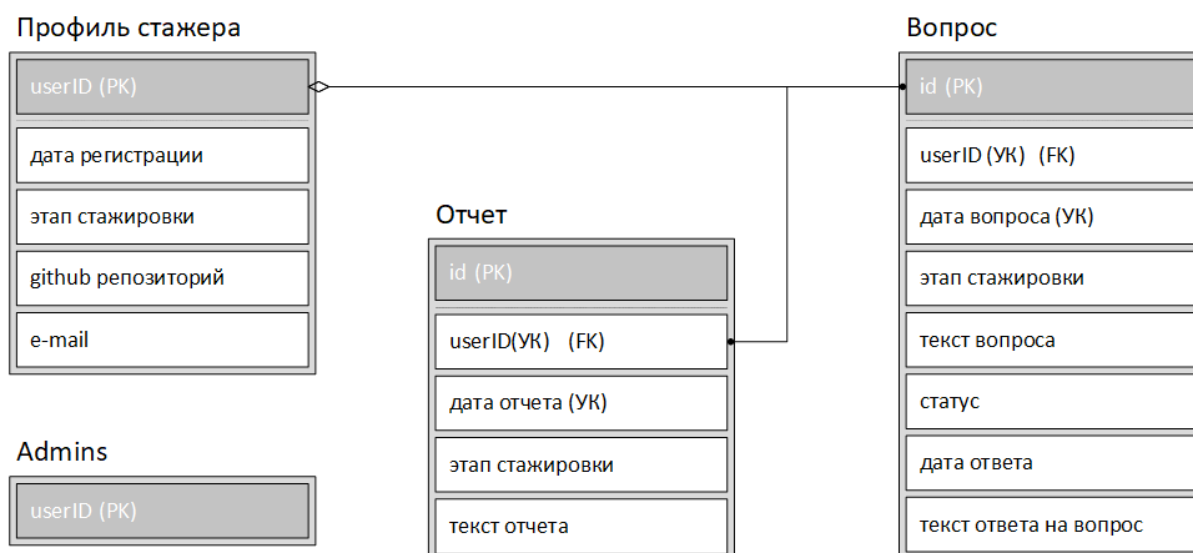 Профиль стажера
userID (PK)
дата регистрации
этап стажировки
github репозиторий
e-mail
Admins
userID (PK)
Отчет
id (PK)
userID(УК) (FK)
дата отчета (УК)
этап стажировки
текст отчета
Вопрос
id (PK)
userID (УК) (FK)
дата вопроса (УК)
этап стажировки
текст вопроса
статус
дата ответа
текст ответа на вопрос